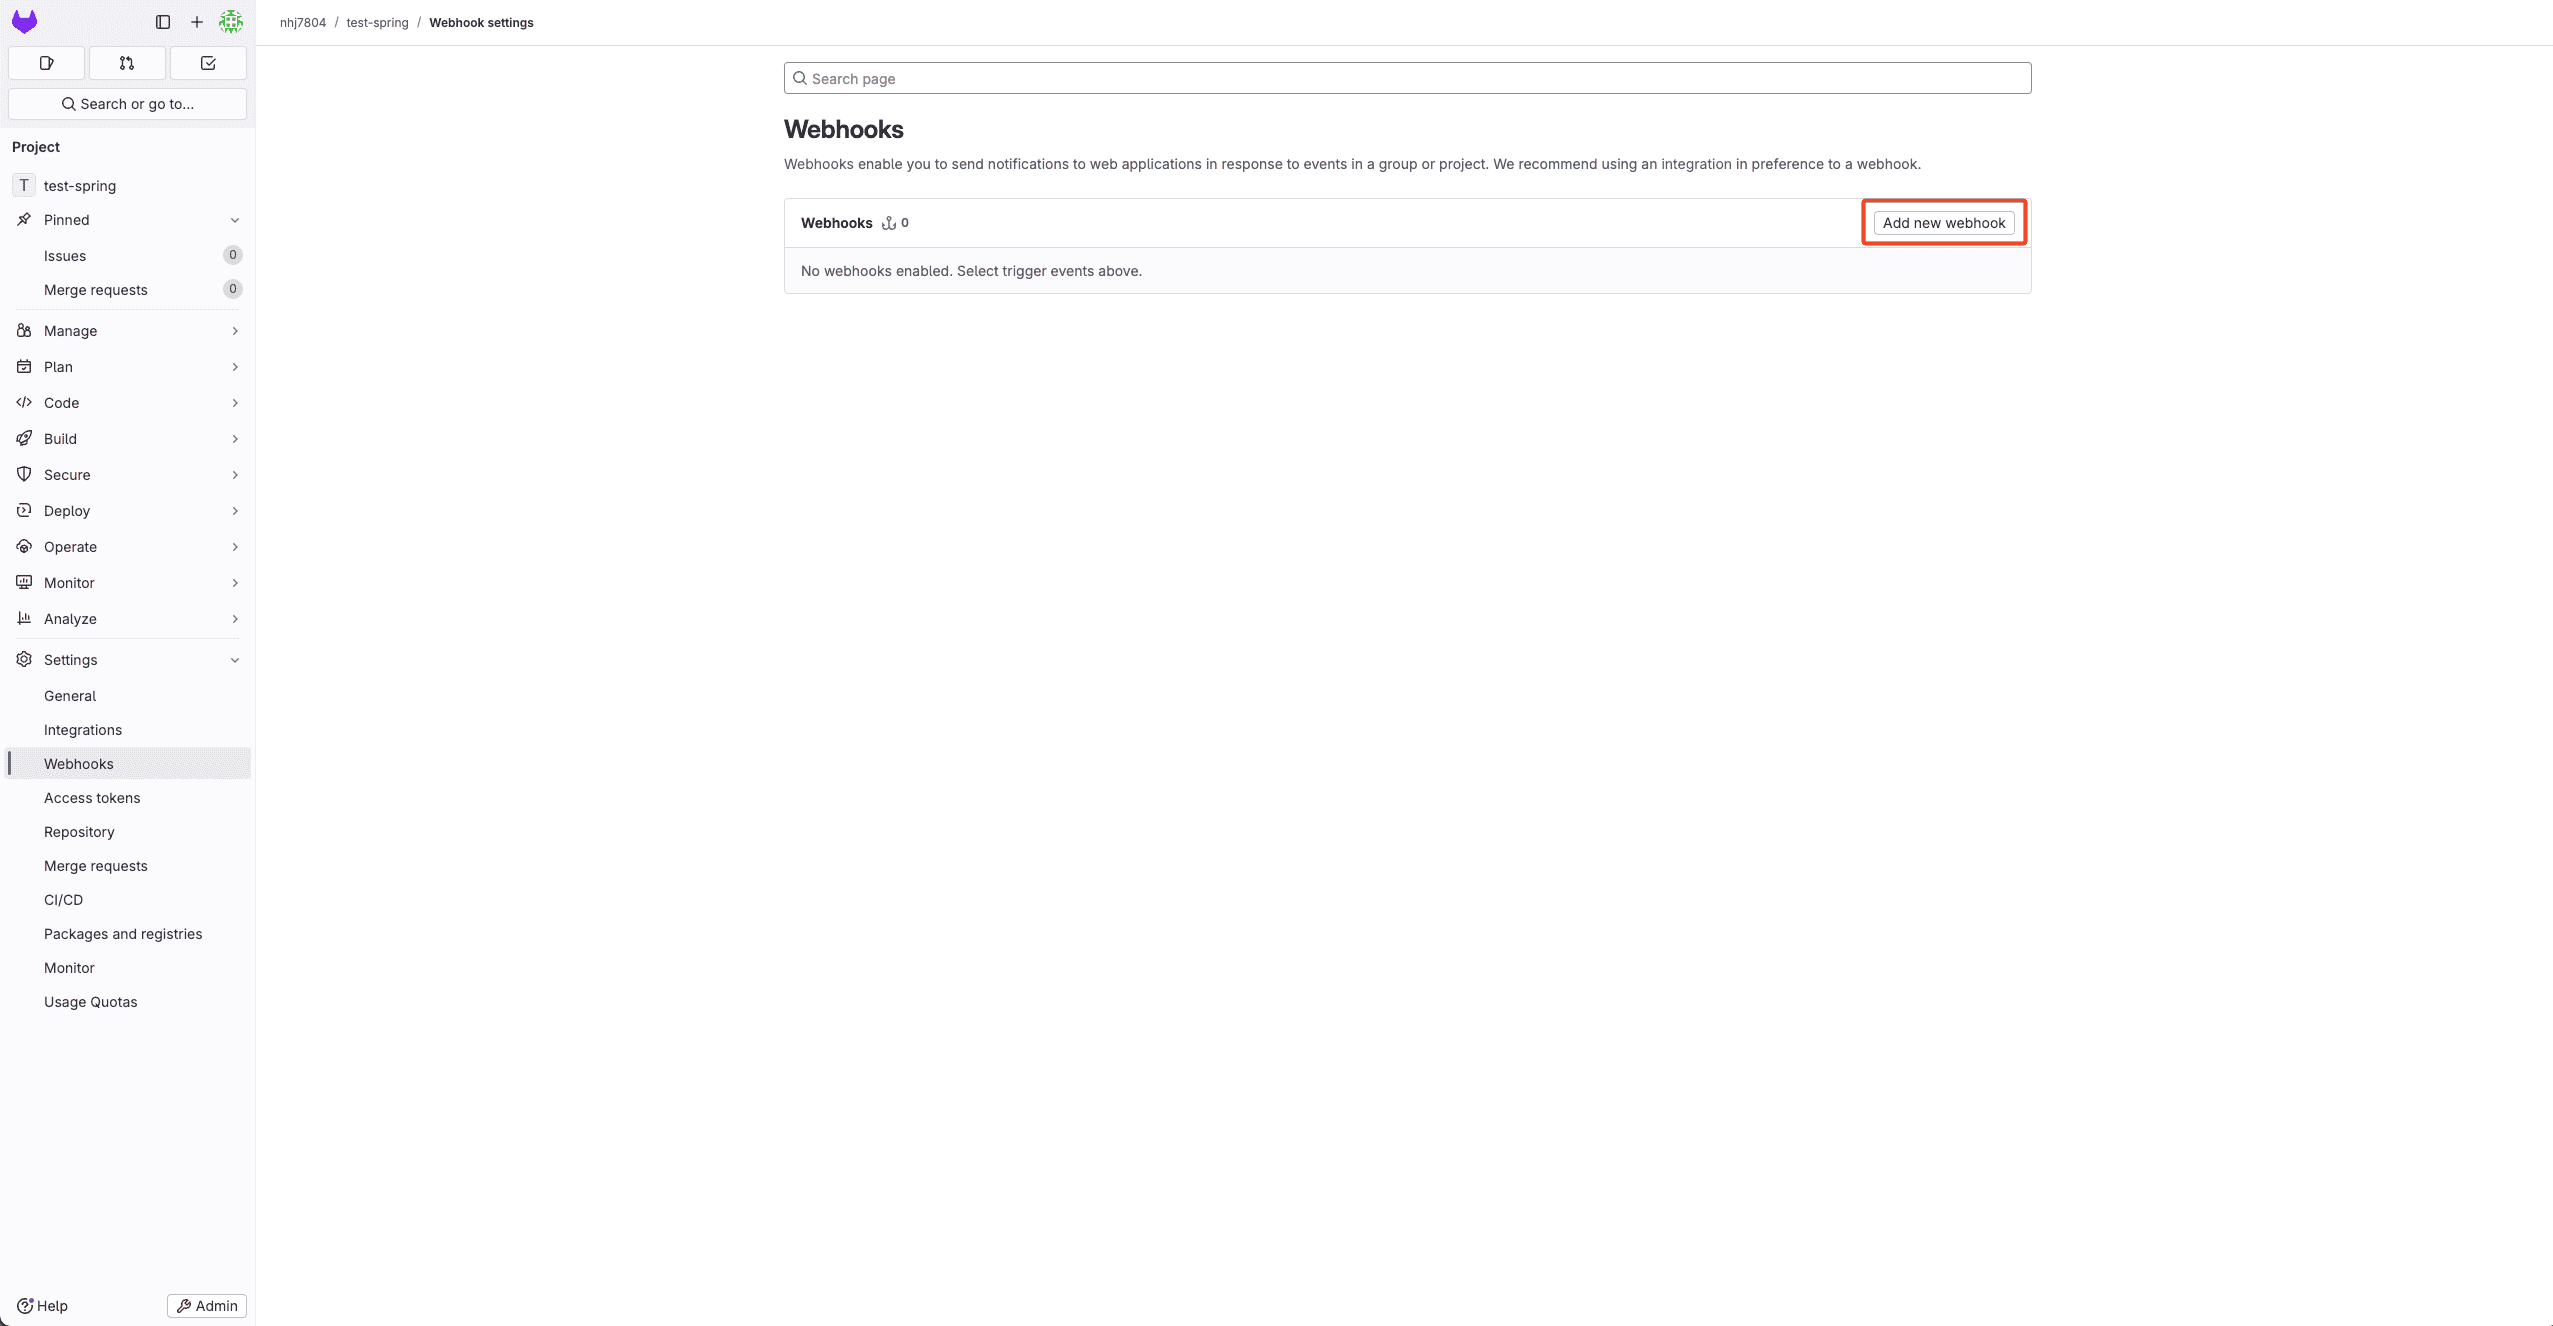 nhj7804 / test-spring / Webhook settings
Search or go to...
Project
T test-spring
Pinned
Issues 0
Merge requests 0
Manage
Plan
Code
Build
Secure
Deploy
Operate
Monitor
Analyze
Settings
General
Integrations
Webhooks
Access tokens
Repository
Merge requests
CI/CD
Packages and registries
Monitor
Usage Quotas
Help
Admin
Search page
Webhooks
Webhooks enable you to send notifications to web applications in response to events in a group or project. We recommend using an integration in preference to a webhook.
Webhooks 0
Add new webhook
No webhooks enabled. Select trigger events above.